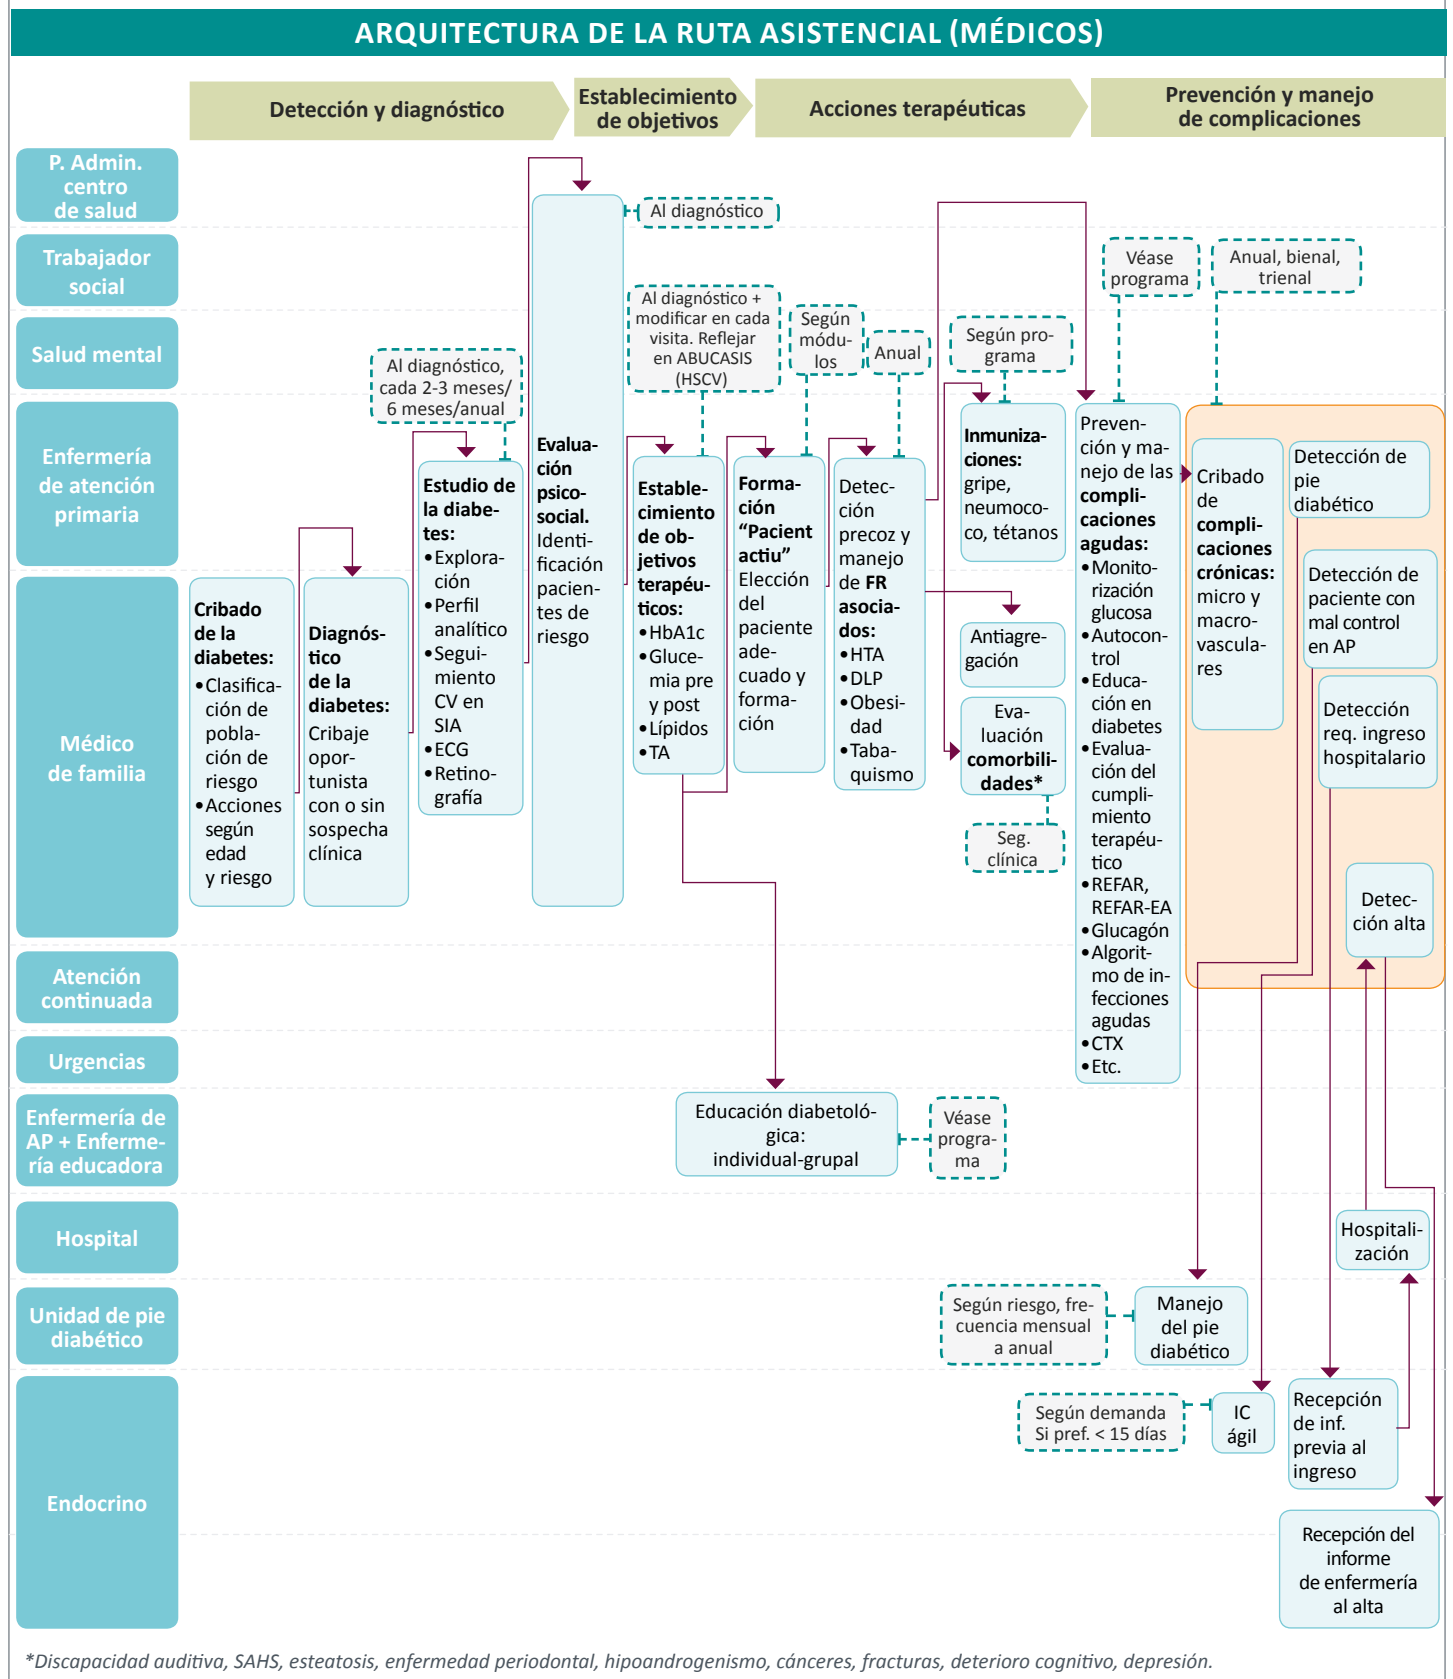 ARQUITECTURA DE LA RUTA ASISTENCIAL (MÉDICOS)
Detección y diagnóstico
Establecimiento
de objetivos
Acciones terapéuticas
Prevención y manejo
de complicaciones
P. Admin.
centro
de salud
Trabajador
social
Salud mental
Enfermería
de atención
primaria
Médico
de familia
Atención
continuada
Urgencias
Enfermería de
AP + Enferme-
ría educadora
Hospital
Unidad de pie
diabético
Endocrino
Cribado
de la
diabetes:
•Clasifica-
ción de
pobla-
ción de
riesgo
•Acciones
según
edad
y riesgo
Diagnós-
tico
de la
diabetes:
Cribaje
opor-
tunista
con o sin
sospecha
clínica
Al diagnóstico,
cada 2-3 meses/
6 meses/anual
Estudio de
la diabe-
tes:
•Explora-
ción
•Perfil
analítico
•Segui-
miento
CV en
SIA
•ECG
•Retino-
grafía
Al diagnóstico
Evalua-
ción
psico-
social.
Identi-
ficación
pacien-
tes de
riesgo
Al diagnóstico +
modificar en cada
visita. Reflejar
en ABUCASIS
(HSCV)
Estable-
cimiento
de ob-
jetivos
terapéu-
ticos:
•HbA1c
•Gluce-
mia pre
y post
•Lípidos
•TA
Según
módu-
los
Forma-
ción
“Pacient
actiu”
Elección
del
paciente
ade-
cuado y
forma-
ción
Anual
Detec-
ción
precoz y
manejo
de FR
asocia-
dos:
•HTA
•DLP
•Obesi-
dad
•Taba-
quismo
Según pro-
grama
Inmuniza-
ciones:
gripe,
neumoco-
co, tétanos
Antiagre-
gación
Eva-
luación
comorbili-
dades*
Seg.
clínica
Véase
programa
Preven-
ción y ma-
nejo de las
compli-
caciones
agudas:
•Monito-
rización
glucosa
•Autocon-
trol
•Educa-
ción en
diabetes
•Evalua-
ción del
cumpli-
miento
terapéu-
tico
•REFAR,
REFAR-EA
•Glucagón
•Algorit-
mo de in-
fecciones
agudas
•CTX
•Etc.
Anual, bienal,
trienal
Cribado
de
compli-
caciones
crónicas:
micro y
macro-
vascula-
res
Detección de
pie
diabético
Detección de
paciente con
mal control
en AP
Detección
req. ingreso
hospitalario
Detec-
ción alta
Educación diabetoló-
gica:
individual-grupal
Véase
progra-
ma
Hospitali-
zación
Según riesgo, fre-
cuencia mensual
a anual
Manejo
del pie
diabético
Según demanda
Si pref. < 15 días
IC
ágil
Recepción
de inf.
previa al
ingreso
Recepción del
informe
de enfermería
al alta
*Discapacidad auditiva, SAHS, esteatosis, enfermedad periodontal, hipoandrogenismo, cánceres, fracturas, deterioro cognitivo, depresión.